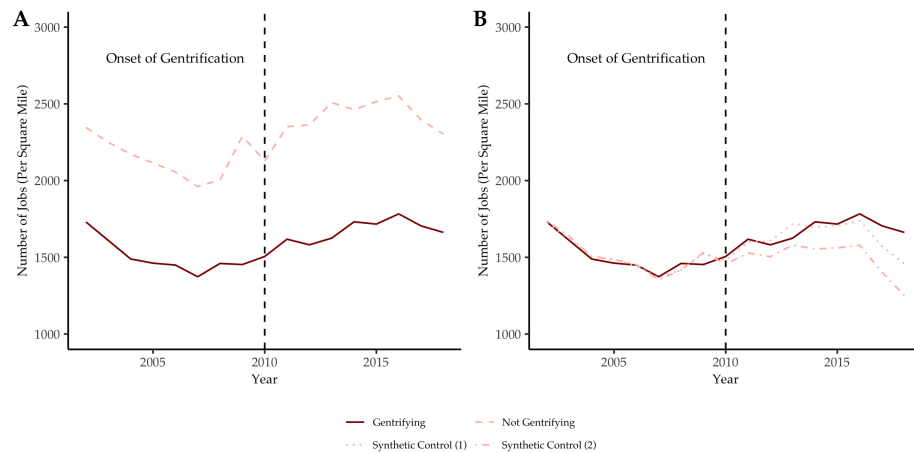 A
B
3000
2500
2000
1500
1000
Number of Jobs (Per Square Mile)
Onset of Gentrification
2005
2010
2015
Year
3000
2500
2000
1500
1000
Number of Jobs (Per Square Mile)
Onset of Gentrification
2005
2010
2015
Year
Gentrifying
Not Gentrifying
Synthetic Control (1)
Synthetic Control (2)